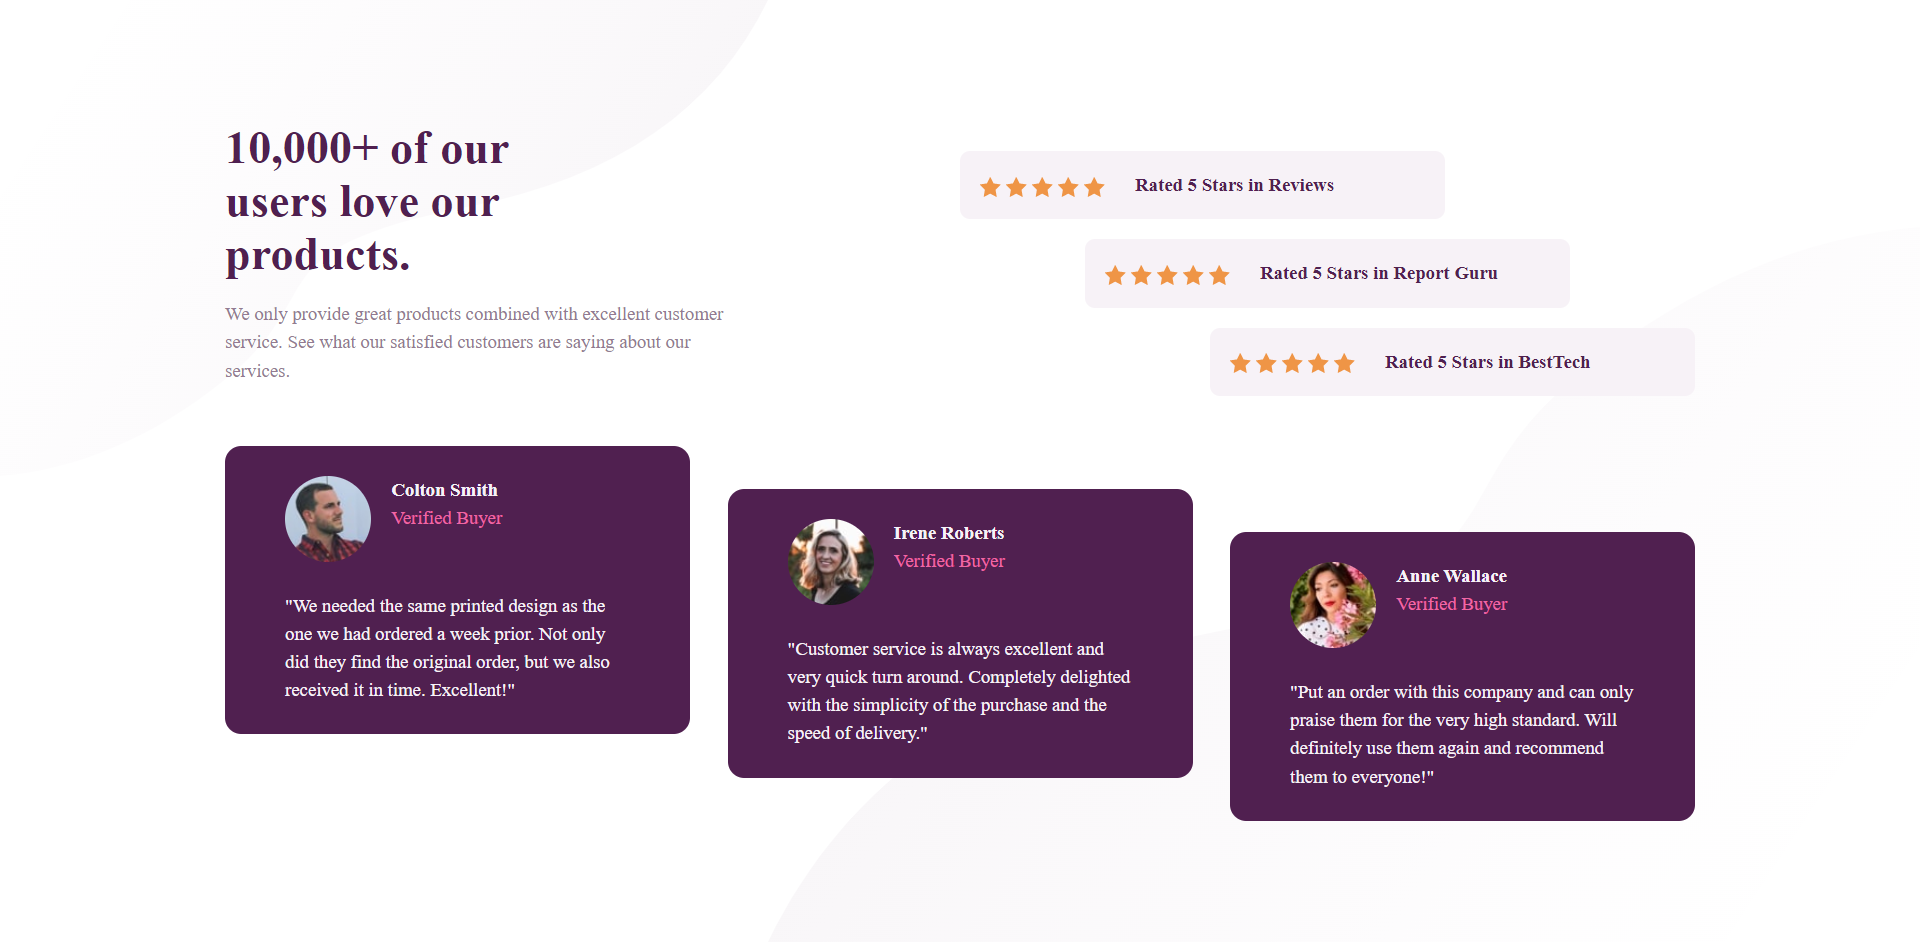 10,000+ of our
users love our
products.
We only provide great products combined with excellent customer
service. See what our satisfied customers are saying about our
services.
Rated 5 Stars in Reviews
Rated 5 Stars in Report Guru
Rated 5 Stars in BestTech
Colton Smith
Verified Buyer
"We needed the same printed design as the
one we had ordered a week prior. Not only
did they find the original order, but we also
received it in time. Excellent!"
Irene Roberts
Verified Buyer
"Customer service is always excellent and
very quick turn around. Completely delighted
with the simplicity of the purchase and the
speed of delivery."
Anne Wallace
Verified Buyer
"Put an order with this company and can only
praise them for the very high standard. Will
definitely use them again and recommend
them to everyone!"